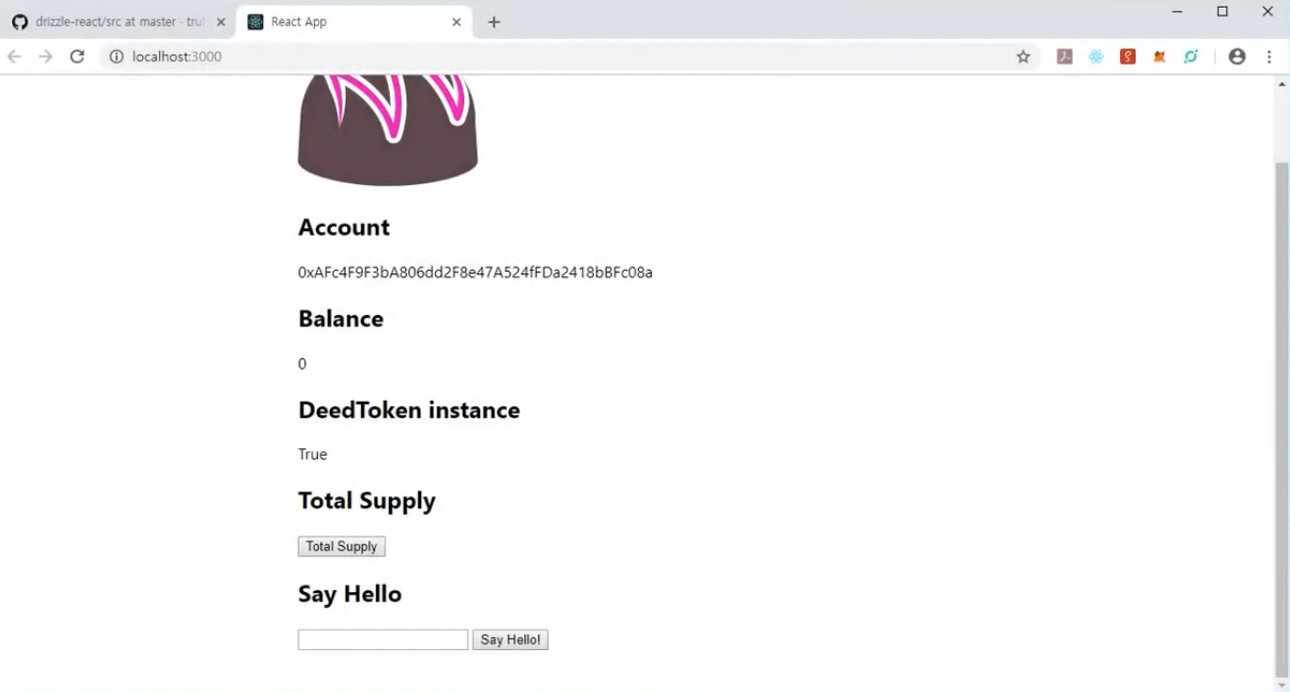 drizzle-react/src at master · tru
React App
localhost:3000
Account
0xAFc4F9F3bA806dd2F8e47A524fFDa2418bBFc08a
Balance
0
DeedToken instance
True
Total Supply
Total Supply
Say Hello
Say Hello!